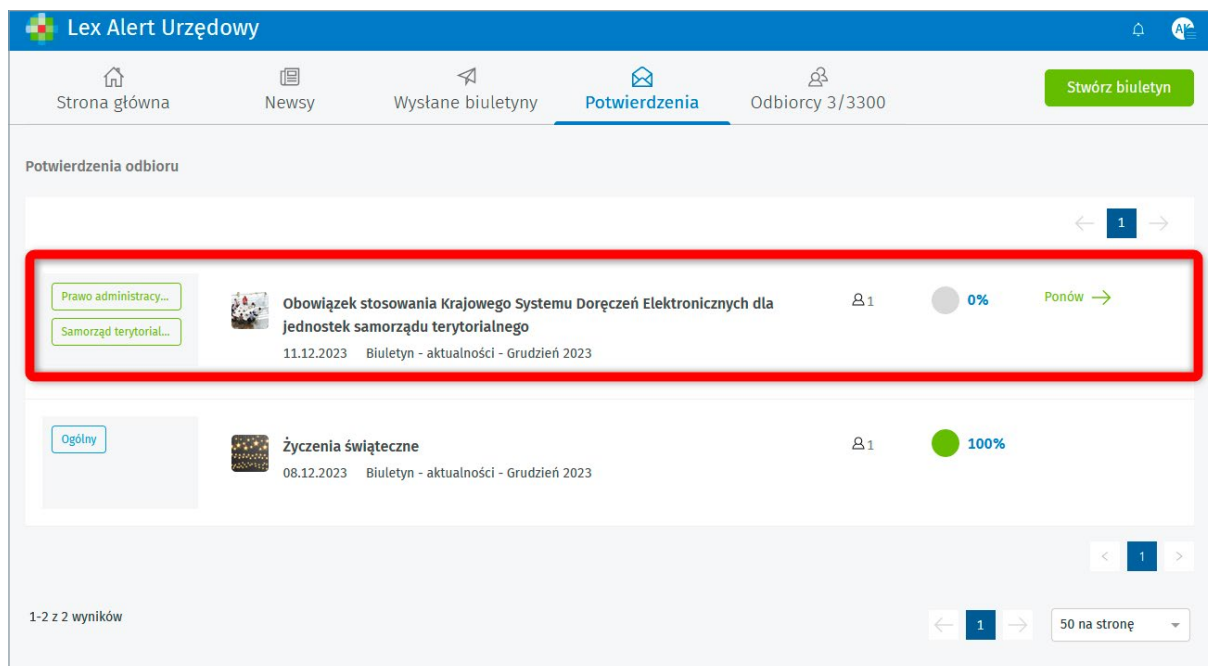 Lex Alert Urzędowy
AK
Strona główna
Newsy
Wysłane biuletyny
Potwierdzenia
Odbiorcy 3/3300
Stwórz biuletyn
Potwierdzenia odbioru
1
Prawo administracy...
Samorząd terytorial...
Obowiązek stosowania Krajowego Systemu Doręczeń Elektronicznych dla
jednostek samorządu terytorialnego
11.12.2023 Biuletyn - aktualności - Grudzień 2023
1
0%
Ponów
Ogólny
Życzenia świąteczne
08.12.2023 Biuletyn - aktualności - Grudzień 2023
1
100%
1
1-2 z 2 wyników
1
50 na stronę